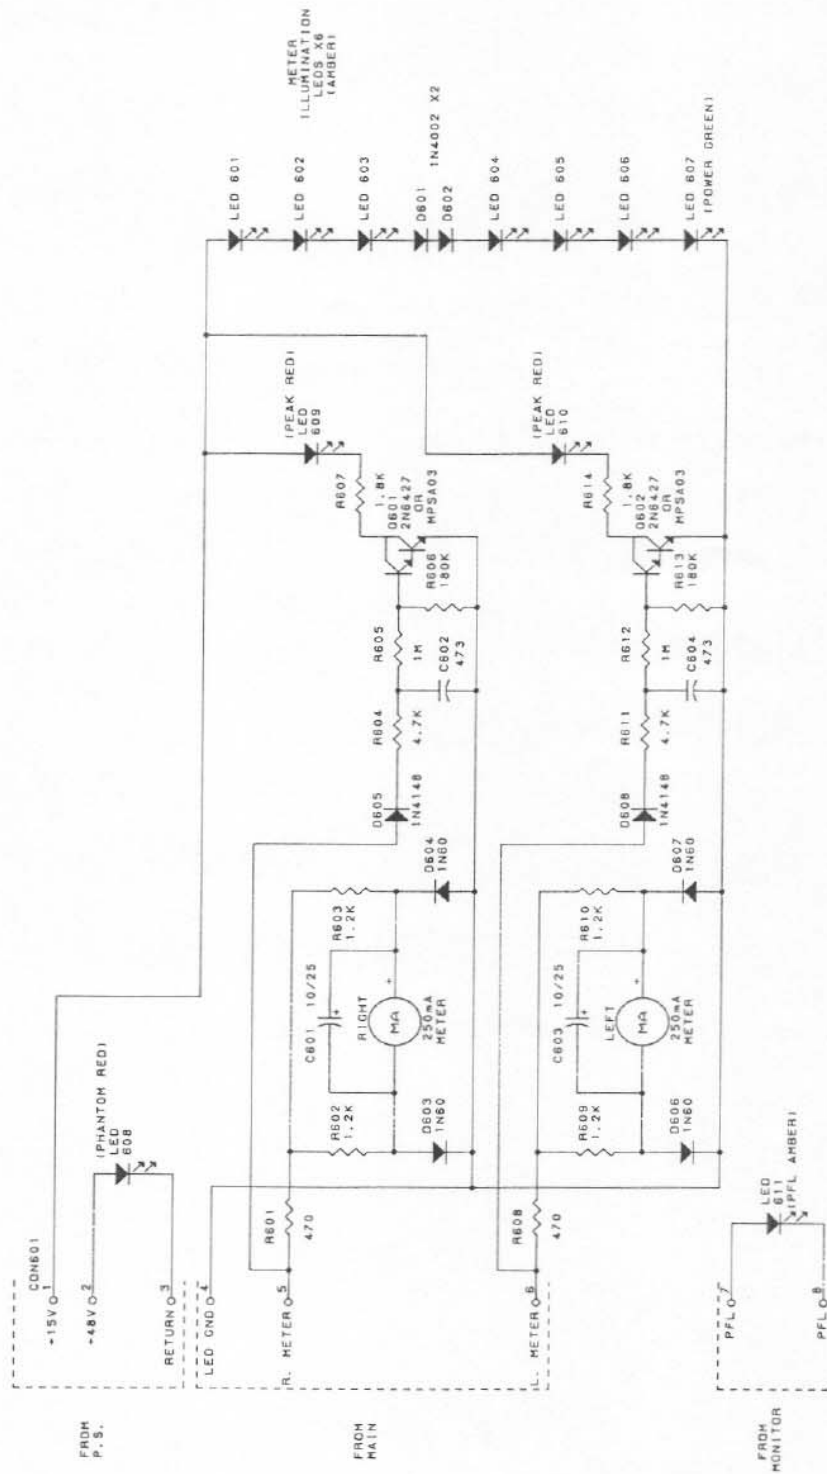 METER
ILLUMINATION
LEDS X6
(AMBER)
LED 601
LED 602
LED 603
D601
1N4002 X2
D602
LED 604
LED 605
LED 606
LED 607
(POWER GREEN)
(PEAK RED)
LED
609
R607
1.8K
Q601
2N6427
OR
MPSA03
R606
180K
R605
1M
C602
473
R604
4.7K
D605
1N4148
D604
1N60
R603
1.2K
C601 10/25
+
RIGHT
MA
+
250mA
METER
R602
1.2K
D603
1N60
R601
470
(PEAK RED)
LED
610
R614
1.8K
Q602
2N6427
OR
MPSA03
R613
180K
R612
1M
C604
473
R611
4.7K
D608
1N4148
D607
1N60
R610
1.2K
C603 10/25
+
LEFT
MA
+
250mA
METER
R609
1.2K
D606
1N60
R608
470
(PHANTOM RED)
LED
608
LED
611
(PFL AMBER)
CON601
+15V 1
+48V 2
RETURN 3
LED GND 4
R. METER 5
L. METER 6
PFL 7
PFL 8
FROM
P.S.
FROM
MAIN
FROM
MONITOR